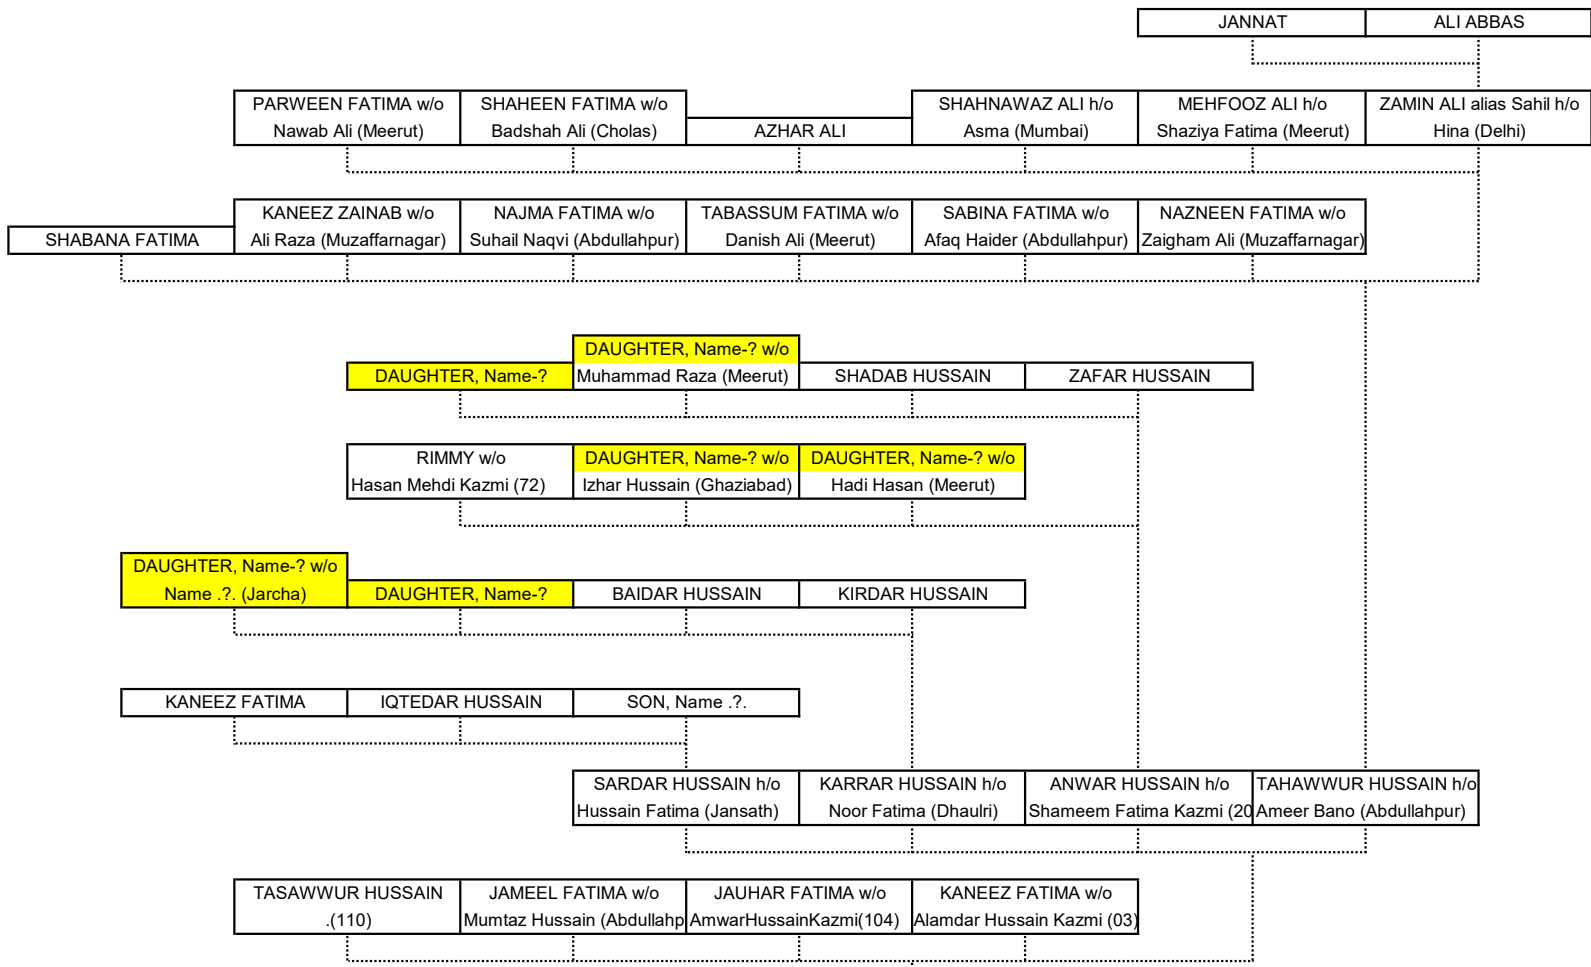 JANNAT ALI ABBAS
PARWEEN FATIMA w/o SHAHEEN FATIMA w/o SHAHNAWAZ ALI h/o MEHFOOZ ALI h/o ZAMIN ALI alias Sahil h/o
Nawab Ali (Meerut) Badshah Ali (Cholas) AZHAR ALI Asma (Mumbai) Shaziya Fatima (Meerut) Hina (Delhi)
KANEEZ ZAINAB w/o NAJMA FATIMA w/o TABASSUM FATIMA w/o SABINA FATIMA w/o NAZNEEN FATIMA w/o
SHABANA FATIMA Ali Raza (Muzaffarnagar) Suhail Naqvi (Abdullahpur) Danish Ali (Meerut) Afaq Haider (Abdullahpur) Zaigham Ali (Muzaffarnagar)
DAUGHTER, Name-? w/o
DAUGHTER, Name-? Muhammad Raza (Meerut) SHADAB HUSSAIN ZAFAR HUSSAIN
RIMMY w/o DAUGHTER, Name-? w/o DAUGHTER, Name-? w/o
Hasan Mehdi Kazmi (72) Izhar Hussain (Ghaziabad) Hadi Hasan (Meerut)
DAUGHTER, Name-? w/o
Name .?. (Jarcha) DAUGHTER, Name-? BAIDAR HUSSAIN KIRDAR HUSSAIN
KANEEZ FATIMA IQTEDAR HUSSAIN SON, Name .?.
SARDAR HUSSAIN h/o KARRAR HUSSAIN h/o ANWAR HUSSAIN h/o TAHAWWUR HUSSAIN h/o
Hussain Fatima (Jansath) Noor Fatima (Dhaulri) Shameem Fatima Kazmi (20 Ameer Bano (Abdullahpur)
TASAWWUR HUSSAIN JAMEEL FATIMA w/o JAUHAR FATIMA w/o KANEEZ FATIMA w/o
.(110) Mumtaz Hussain (Abdullahp AmwarHussainKazmi(104) Alamdar Hussain Kazmi (03)